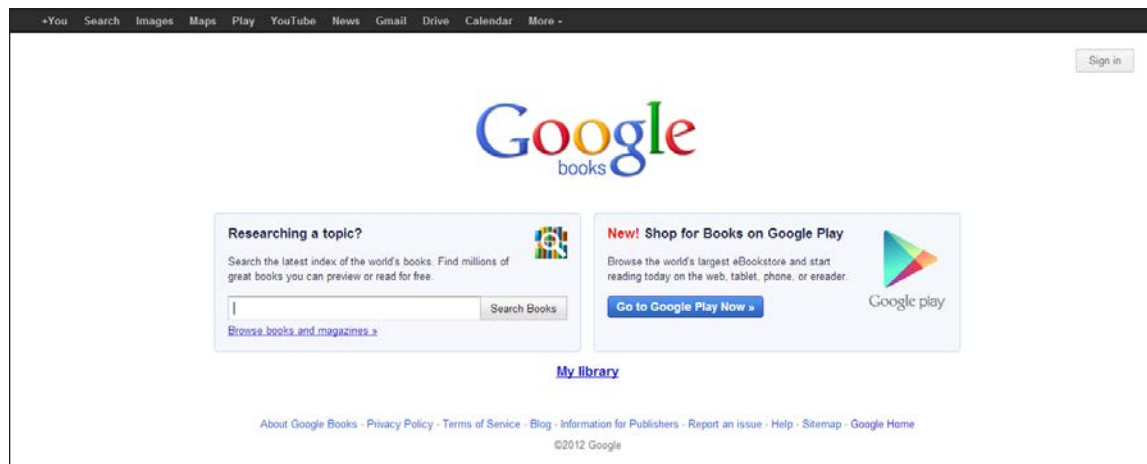 +You Search Images Maps Play YouTube News Gmail Drive Calendar More
Sign in
Google
books
Researching a topic?
Search the latest index of the world's books. Find millions of
great books you can preview or read for free.
Search Books
Browse books and magazines »
New! Shop for Books on Google Play
Browse the world's largest eBookstore and start
reading today on the web, tablet, phone, or ereader.
Go to Google Play Now »
Google play
My library
About Google Books - Privacy Policy - Terms of Service - Blog - Information for Publishers - Report an issue - Help - Sitemap - Google Home
©2012 Google